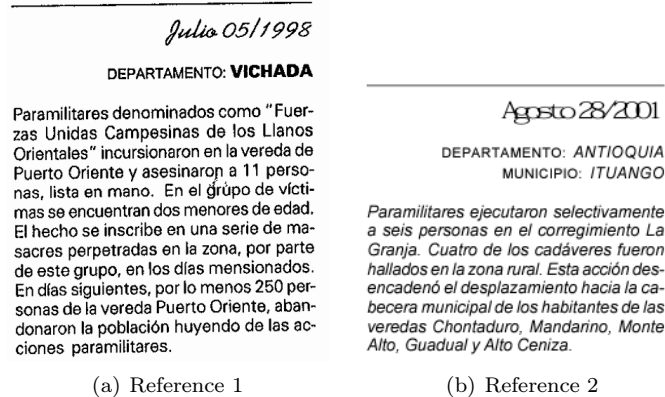 Julio 05/1998
DEPARTAMENTO: VICHADA
Paramilitares denominados como "Fuer-
zas Unidas Campesinas de los Llanos
Orientales" incursionaron en la vereda de
Puerto Oriente y asesinaron a 11 perso-
nas, lista en mano. En el grupo de vícti-
mas se encuentran dos menores de edad.
El hecho se inscribe en una serie de ma-
sacres perpetradas en la zona, por parte
de este grupo, en los días mensionados.
En días siguientes, por lo menos 250 per-
sonas de la vereda Puerto Oriente, aban-
donaron la población huyendo de las ac-
ciones paramilitares.
(a) Reference 1
Agosto 28/2001
DEPARTAMENTO: ANTIOQUIA
MUNICIPIO: ITUANGO
Paramilitares ejecutaron selectivamente
a seis personas en el corregimiento La
Granja. Cuatro de los cadáveres fueron
hallados en la zona rural. Esta acción des-
encadenó el desplazamiento hacia la ca-
becera municipal de los habitantes de las
veredas Chontaduro, Mandarino, Monte
Alto, Guadual y Alto Ceniza.
(b) Reference 2